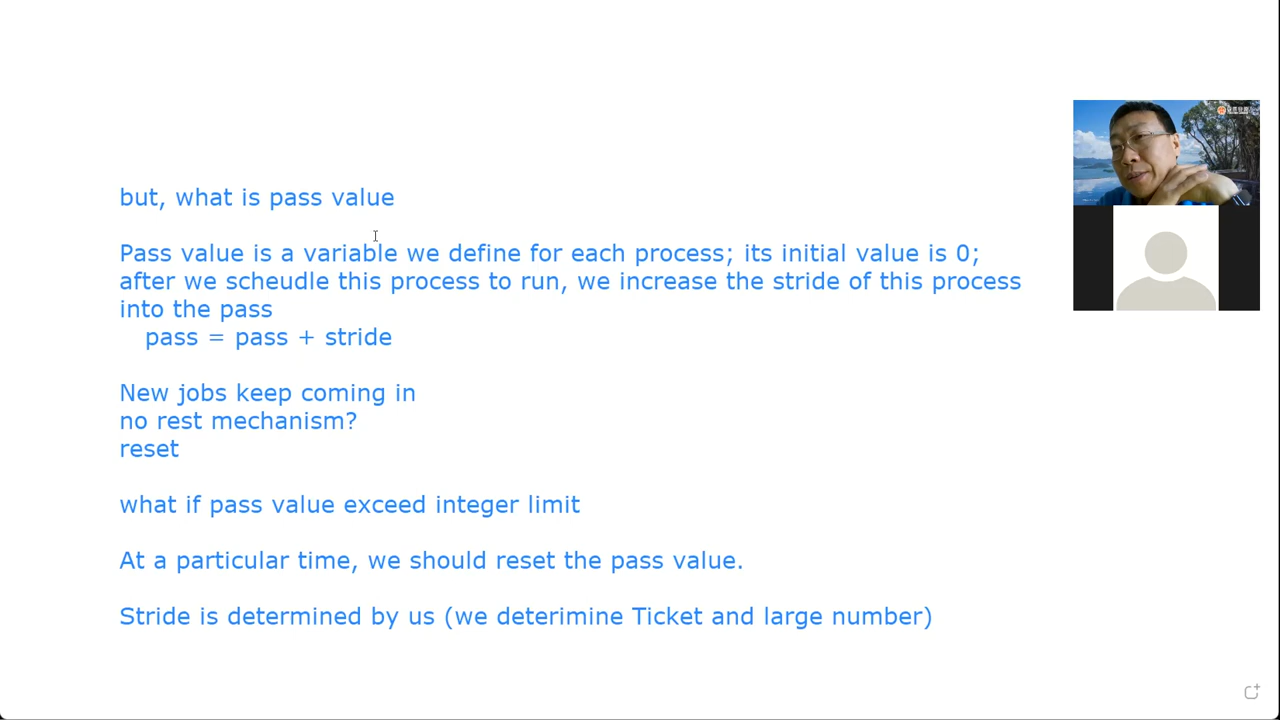 but, what is pass value
Pass value is a variable we define for each process; its initial value is 0;
after we scheudle this process to run, we increase the stride of this process
into the pass
pass = pass + stride
New jobs keep coming in
no rest mechanism?
reset
what if pass value exceed integer limit
At a particular time, we should reset the pass value.
Stride is determined by us (we deterimine Ticket and large number)